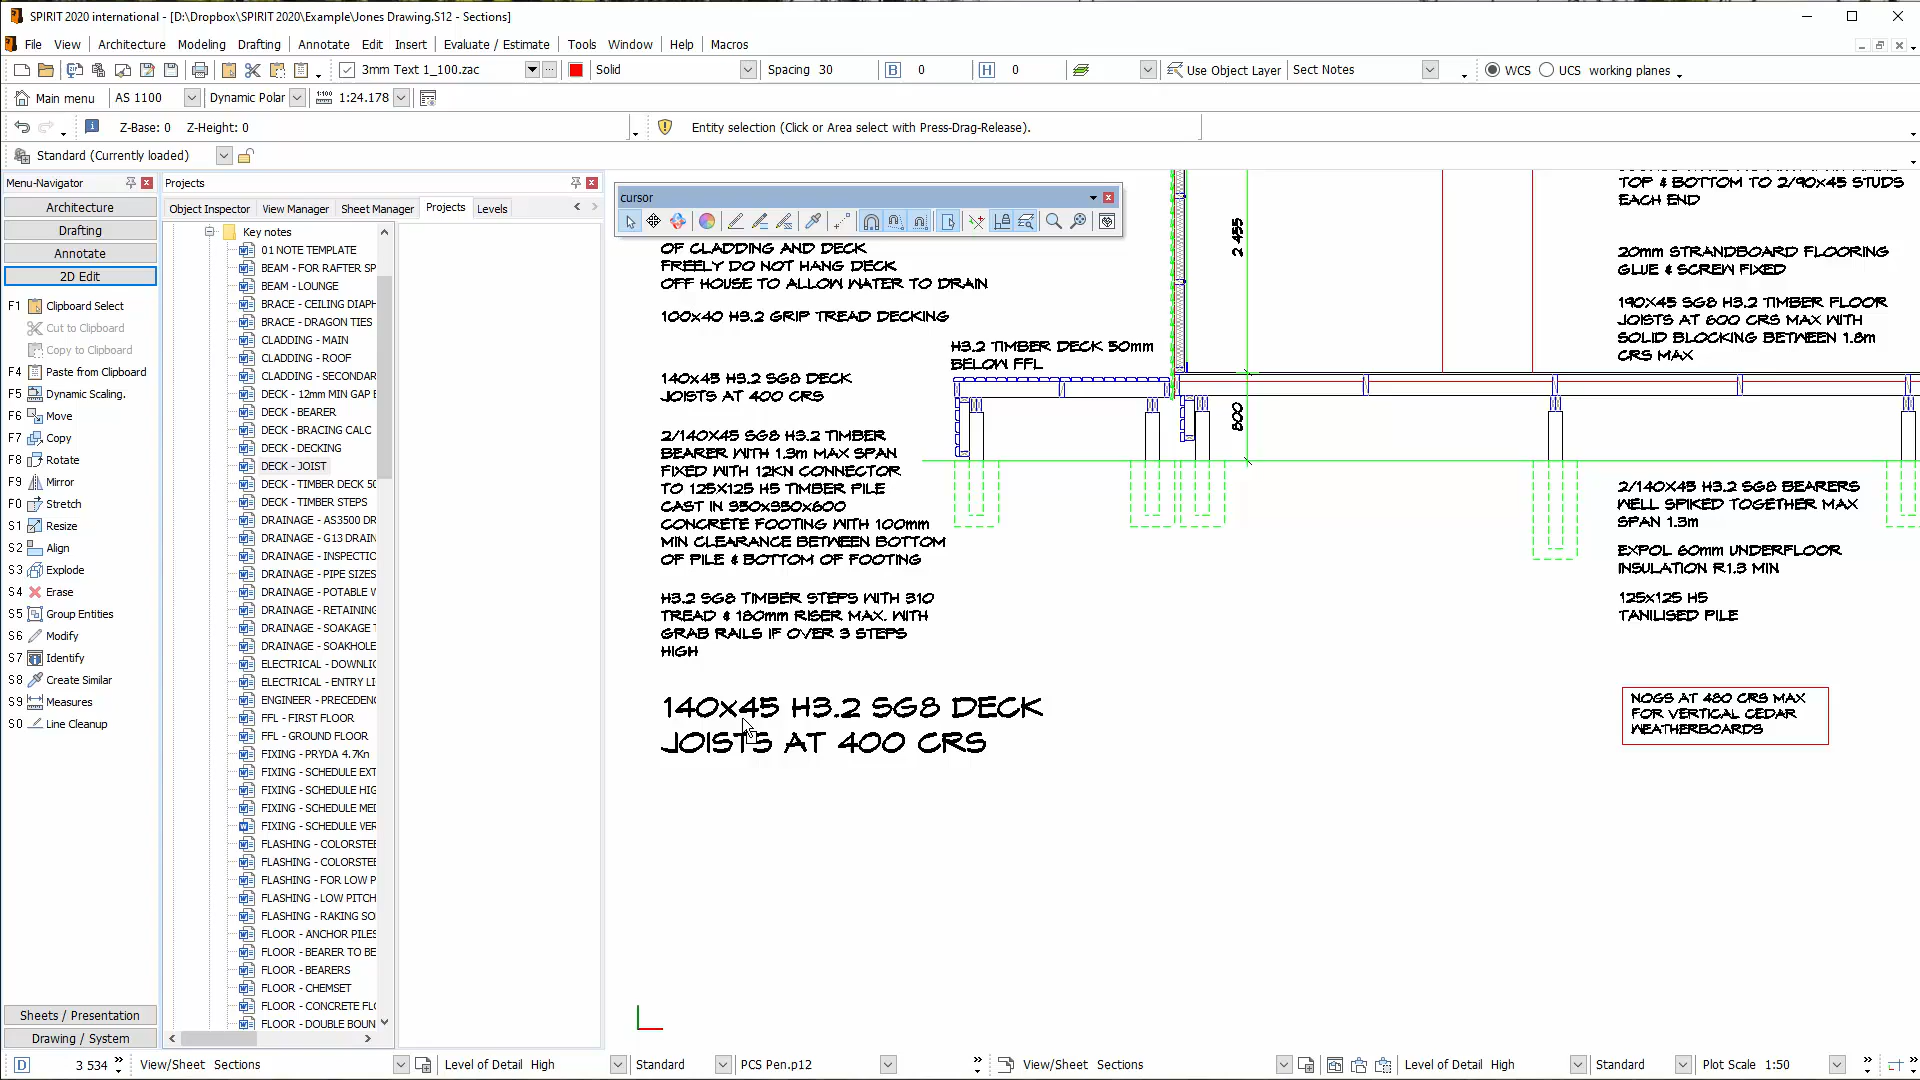 SPIRIT 2020 international - [D:\Dropbox\SPIRIT 2020\Example\Jones Drawing.S12 - Sections]
File View Architecture Modeling Drafting Annotate Edit Insert Evaluate / Estimate Tools Window Help Macros
3mm Text 1_100.zac Solid Spacing 30 B 0 H 0 Use Object Layer Sect Notes WCS UCS working planes
Main menu AS 1100 Dynamic Polar 1:24.178
Z-Base: 0 Z-Height: 0 Entity selection (Click or Area select with Press-Drag-Release).
Standard (Currently loaded)
Menu-Navigator
Architecture
Drafting
Annotate
2D Edit
F1 Clipboard Select
Cut to Clipboard
Copy to Clipboard
F4 Paste from Clipboard
F5 Dynamic Scaling.
F6 Move
F7 Copy
F8 Rotate
F9 Mirror
F0 Stretch
S1 Resize
S2 Align
S3 Explode
S4 Erase
S5 Group Entities
S6 Modify
S7 Identify
S8 Create Similar
S9 Measures
S0 Line Cleanup
Sheets / Presentation
Drawing / System
Projects
Object Inspector View Manager Sheet Manager Projects Levels
Key notes
01 NOTE TEMPLATE
BEAM - FOR RAFTER SP
BEAM - LOUNGE
BRACE - CEILING DIAPH
BRACE - DRAGON TIES
CLADDING - MAIN
CLADDING - ROOF
CLADDING - SECONDAR
DECK - 12mm MIN GAP B
DECK - BEARER
DECK - BRACING CALC
DECK - DECKING
DECK - JOIST
DECK - TIMBER DECK 50
DECK - TIMBER STEPS
DRAINAGE - AS3500 DR
DRAINAGE - G13 DRAIN
DRAINAGE - INSPECTIO
DRAINAGE - PIPE SIZES
DRAINAGE - POTABLE W
DRAINAGE - RETAINING
DRAINAGE - SOAKAGE T
DRAINAGE - SOAKHOLE
ELECTRICAL - DOWNLIG
ELECTRICAL - ENTRY LI
ENGINEER - PRECEDENC
FFL - FIRST FLOOR
FFL - GROUND FLOOR
FIXING - PRYDA 4.7Kn
FIXING - SCHEDULE EXT
FIXING - SCHEDULE HIG
FIXING - SCHEDULE MED
FIXING - SCHEDULE VER
FLASHING - COLORSTEE
FLASHING - COLORSTEE
FLASHING - FOR LOW P
FLASHING - LOW PITCH
FLASHING - RAKING SO
FLOOR - ANCHOR PILES
FLOOR - BEARER TO BE
FLOOR - BEARERS
FLOOR - CHEMSET
FLOOR - CONCRETE FLO
FLOOR - DOUBLE BOUN
cursor
OF CLADDING AND DECK
FREELY DO NOT HANG DECK
OFF HOUSE TO ALLOW WATER TO DRAIN
100x40 H3.2 GRIP TREAD DECKING
H3.2 TIMBER DECK 50mm
BELOW FFL
140x45 H3.2 SG8 DECK
JOISTS AT 400 CRS
2/140X45 SG8 H3.2 TIMBER
BEARER WITH 1.3m MAX SPAN
FIXED WITH 12KN CONNECTOR
TO 125X125 H5 TIMBER PILE
CAST IN 350x350x600
CONCRETE FOOTING WITH 100mm
MIN CLEARANCE BETWEEN BOTTOM
OF PILE & BOTTOM OF FOOTING
H3.2 SG8 TIMBER STEPS WITH 310
TREAD & 180mm RISER MAX. WITH
GRAB RAILS IF OVER 3 STEPS
HIGH
140x45 H3.2 SG8 DECK
JOISTS AT 400 CRS
2 455
800
TOP & BOTTOM TO 2/90x45 STUDS
EACH END
20mm STRANDBOARD FLOORING
GLUE & SCREW FIXED
190X45 SG8 H3.2 TIMBER FLOOR
JOISTS AT 600 CRS MAX WITH
SOLID BLOCKING BETWEEN 1.8m
CRS MAX
2/140X45 H3.2 SG8 BEARERS
WELL SPIKED TOGETHER MAX
SPAN 1.3m
EXPOL 60mm UNDERFLOOR
INSULATION R1.3 MIN
125x125 H5
TANILISED PILE
NOGS AT 480 CRS MAX
FOR VERTICAL CEDAR
WEATHERBOARDS
D 3 534 View/Sheet Sections Level of Detail High Standard PCS Pen.p12 View/Sheet Sections Level of Detail High Standard Plot Scale 1:50